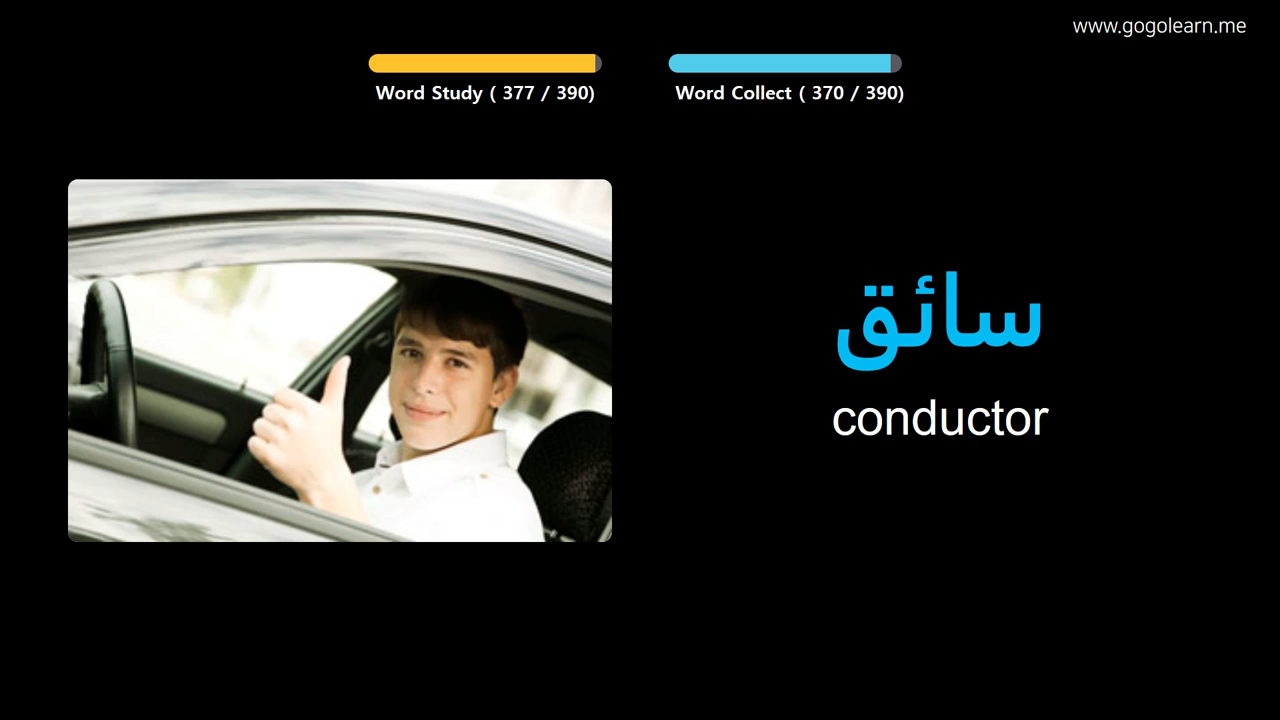 www.gogolearn.me
Word Study ( 377 / 390)
Word Collect ( 370 / 390)
سائق
conductor